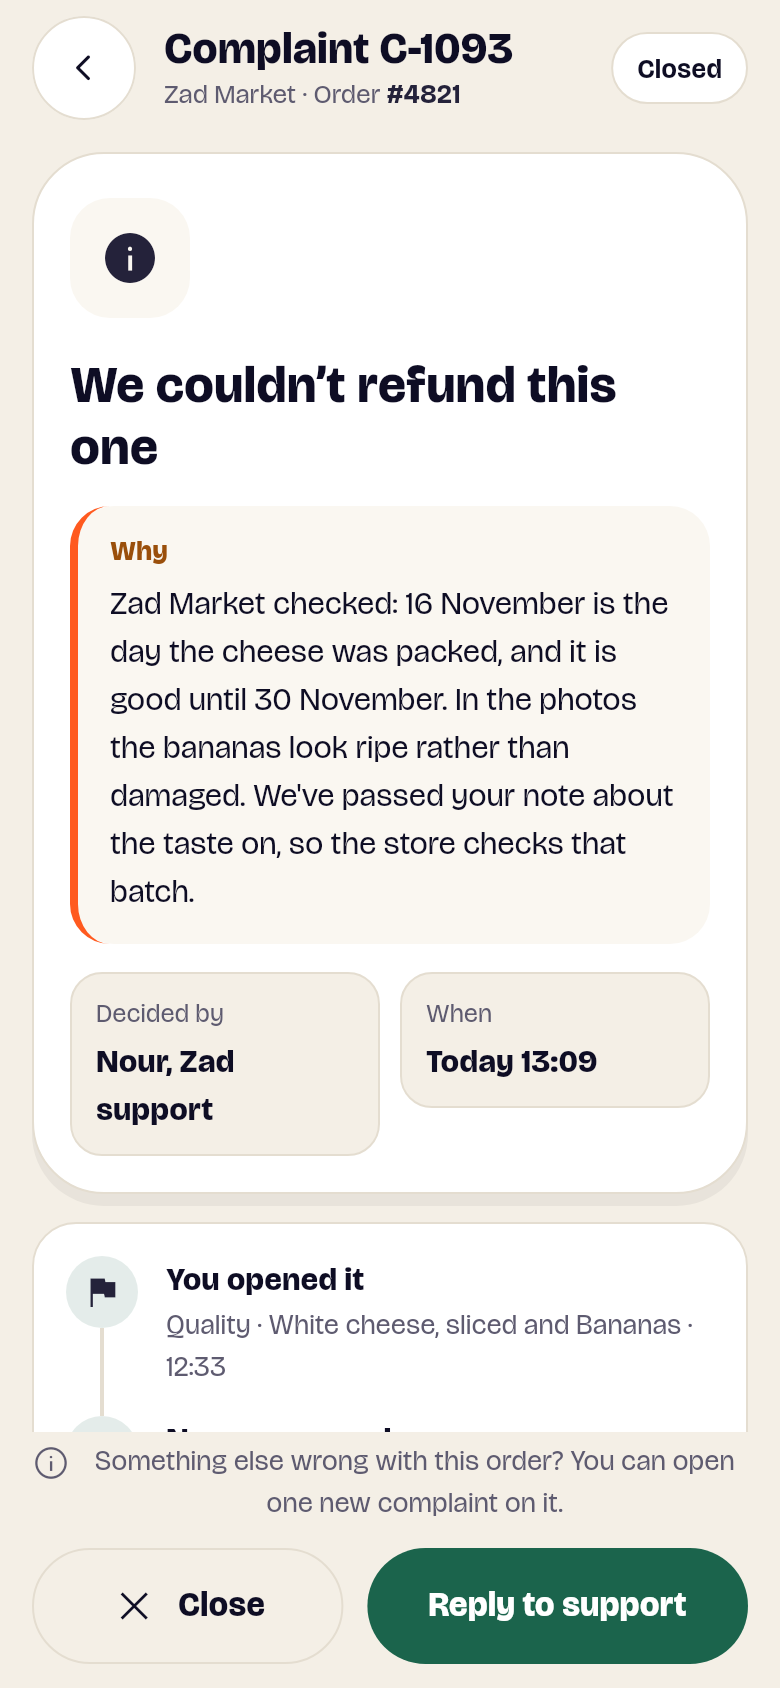 Complaint C-1093
Zad Market · Order #4821
Closed
We couldn’t refund this
one
Why
Zad Market checked: 16 November is the
day the cheese was packed, and it is
good until 30 November. In the photos
the bananas look ripe rather than
damaged. We've passed your note about
the taste on, so the store checks that
batch.
Decided by
Nour, Zad
support
When
Today 13:09
You opened it
Quality · White cheese, sliced and Bananas ·
12:33
Something else wrong with this order? You can open
one new complaint on it.
Close
Reply to support